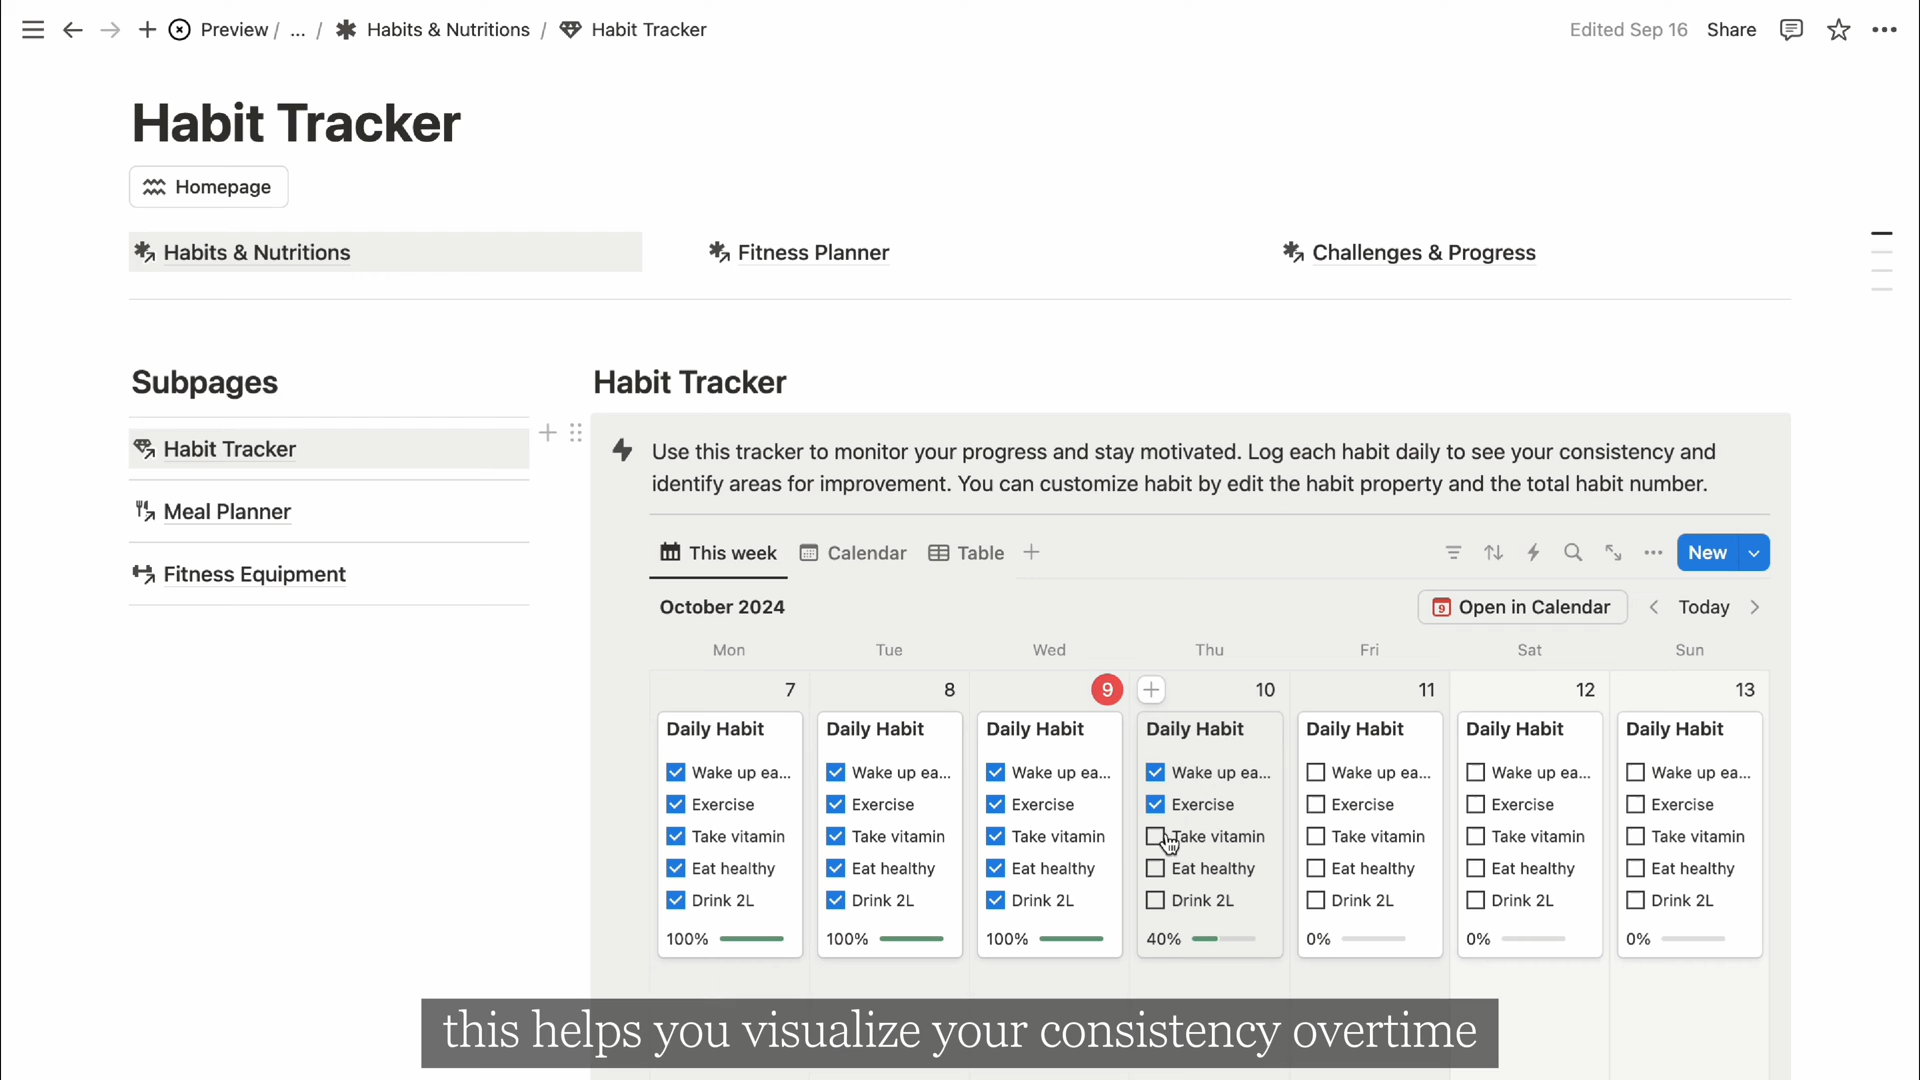 Preview / ... / Habits & Nutritions / Habit Tracker
Edited Sep 16 Share
Habit Tracker
Homepage
Habits & Nutritions Fitness Planner Challenges & Progress
Subpages
Habit Tracker
Meal Planner
Fitness Equipment
Habit Tracker
Use this tracker to monitor your progress and stay motivated. Log each habit daily to see your consistency and
identify areas for improvement. You can customize habit by edit the habit property and the total habit number.
This week Calendar Table New
October 2024 9 Open in Calendar Today
Mon Tue Wed Thu Fri Sat Sun
7 8 9 10 11 12 13
Daily Habit Daily Habit Daily Habit Daily Habit Daily Habit Daily Habit Daily Habit
Wake up ea... Wake up ea... Wake up ea... Wake up ea... Wake up ea... Wake up ea... Wake up ea...
Exercise Exercise Exercise Exercise Exercise Exercise Exercise
Take vitamin Take vitamin Take vitamin Take vitamin Take vitamin Take vitamin Take vitamin
Eat healthy Eat healthy Eat healthy Eat healthy Eat healthy Eat healthy Eat healthy
Drink 2L Drink 2L Drink 2L Drink 2L Drink 2L Drink 2L Drink 2L
100% 100% 100% 40% 0% 0% 0%
this helps you visualize your consistency overtime